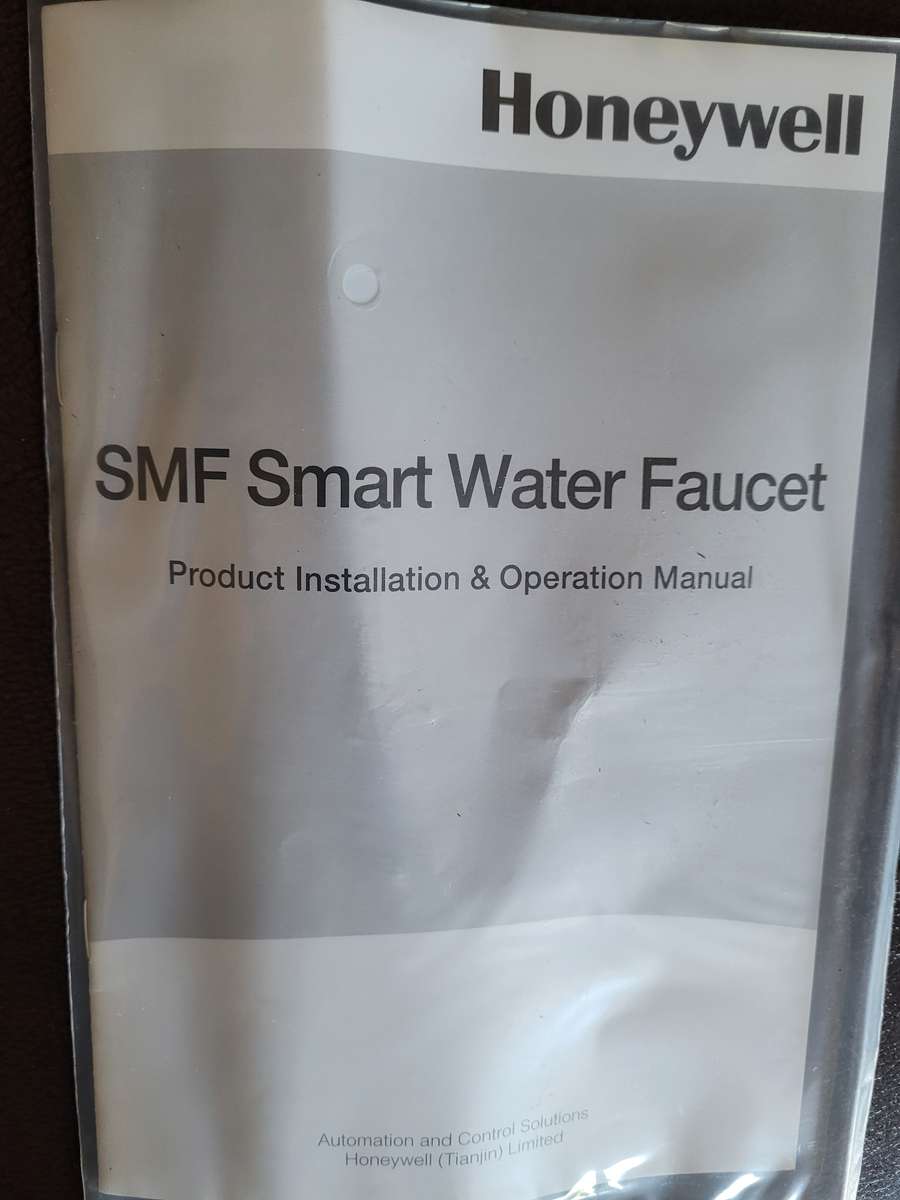 Honeywell
SMF Smart Water Faucet
Product Installation & Operation Manual
Automation and Control Solutions
Honeywell (Tianjin) Limited